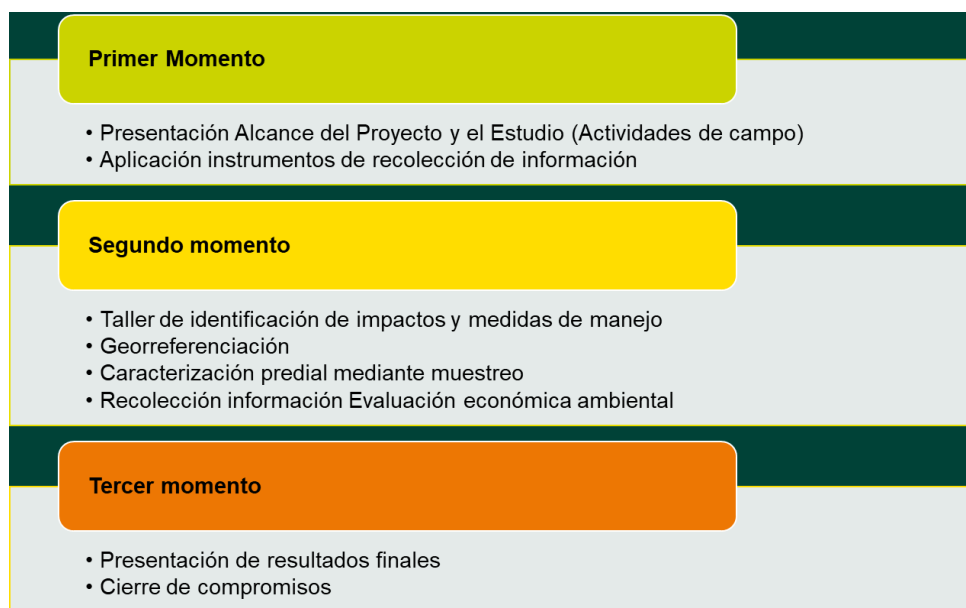 Primer Momento
• Presentación Alcance del Proyecto y el Estudio (Actividades de campo)
• Aplicación instrumentos de recolección de información
Segundo momento
• Taller de identificación de impactos y medidas de manejo
• Georreferenciación
• Caracterización predial mediante muestreo
• Recolección información Evaluación económica ambiental
Tercer momento
• Presentación de resultados finales
• Cierre de compromisos